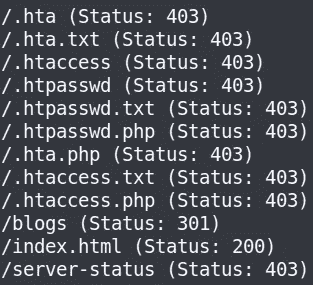 /.hta (Status: 403)
/.hta.txt (Status: 403)
/.htaccess (Status: 403)
/.htpasswd (Status: 403)
/.htpasswd.txt (Status: 403)
/.htpasswd.php (Status: 403)
/.hta.php (Status: 403)
/.htaccess.txt (Status: 403)
/.htaccess.php (Status: 403)
/blogs (Status: 301)
/index.html (Status: 200)
/server-status (Status: 403)